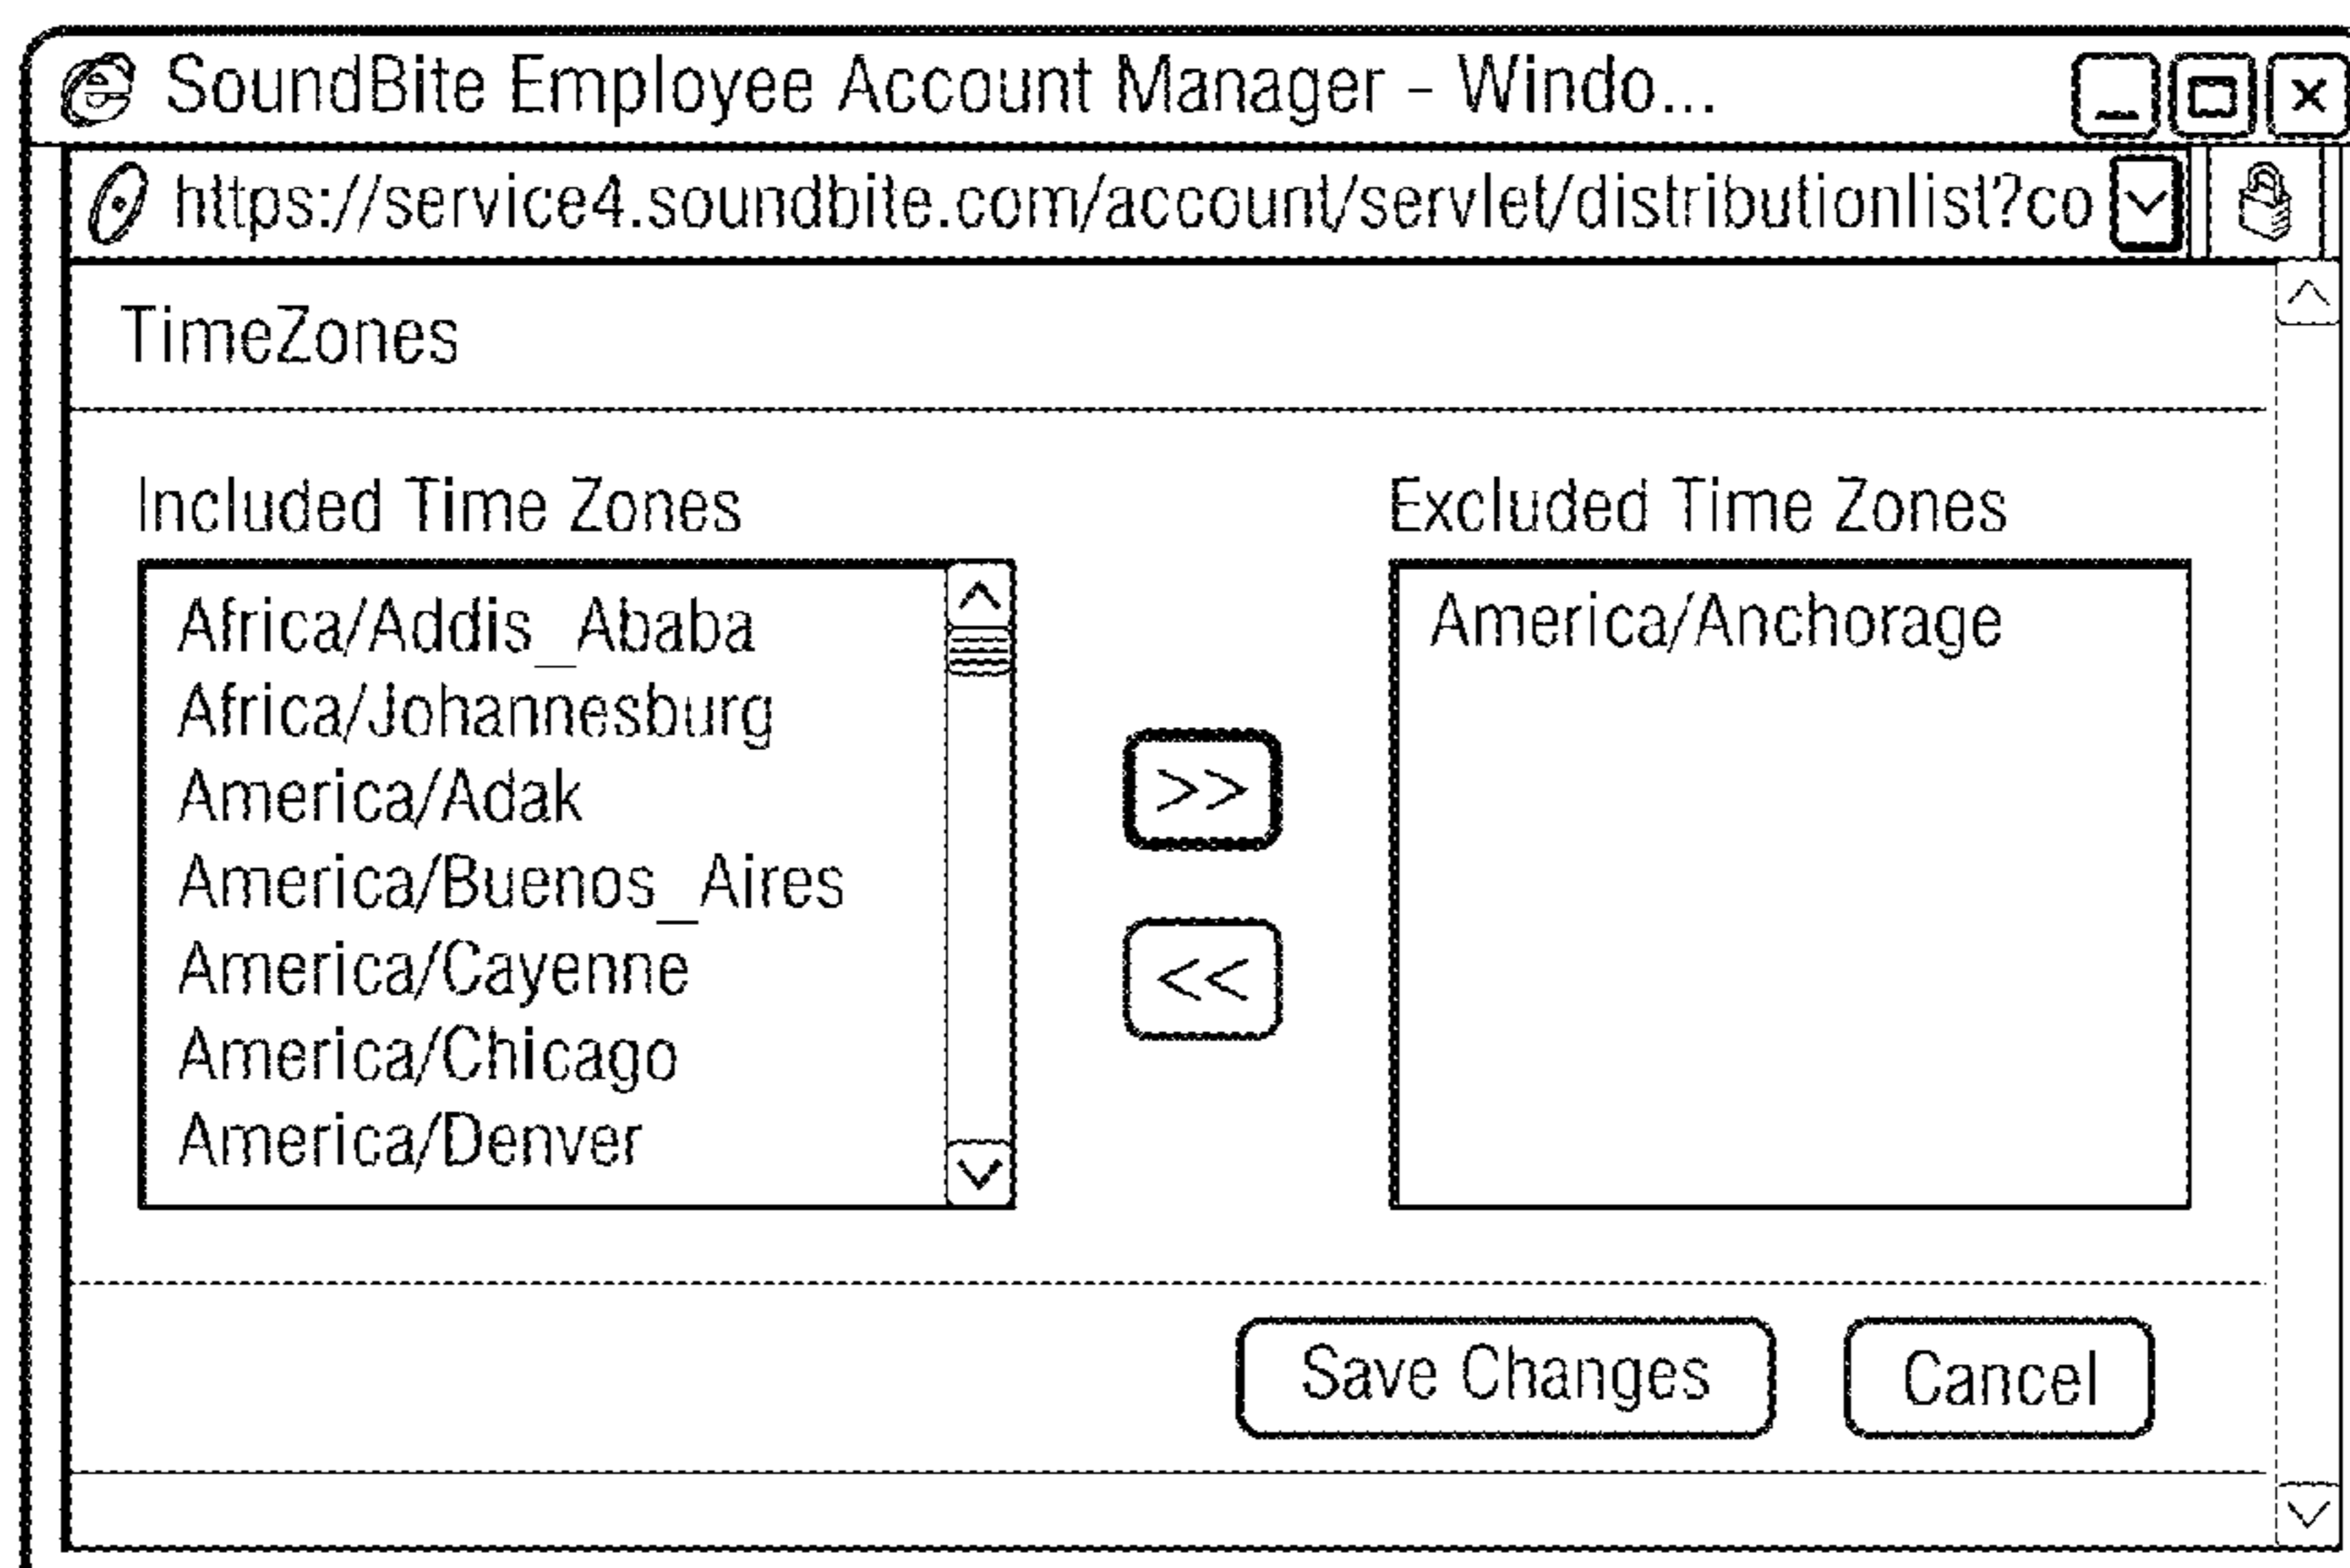 SoundBite Employee Account Manager - Windo...
https://service4.soundbite.com/account/servlet/distributionlist?co
TimeZones
Included Time Zones
Africa/Addis_Ababa
Africa/Johannesburg
America/Adak
America/Buenos_Aires
America/Cayenne
America/Chicago
America/Denver
>>
<<
Excluded Time Zones
America/Anchorage
Save Changes
Cancel